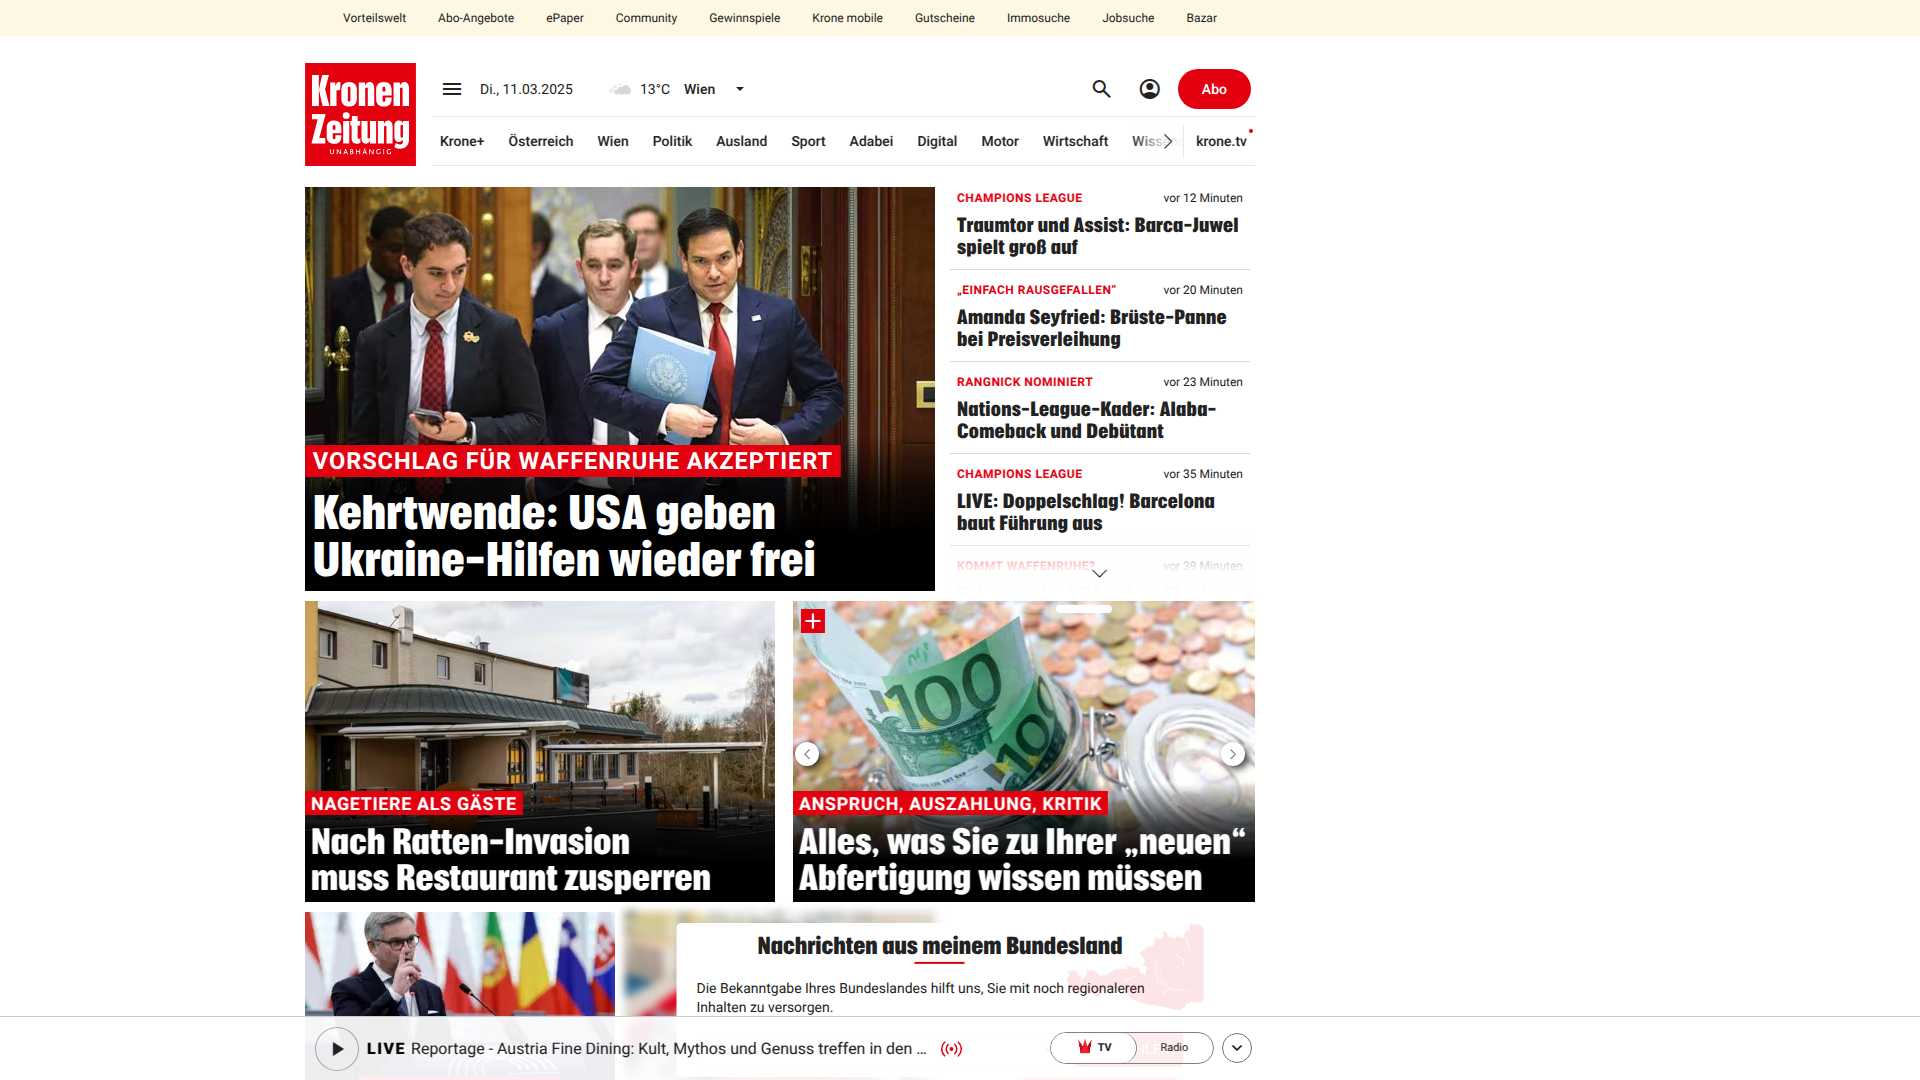 Vorteilswelt Abo-Angebote ePaper Community Gewinnspiele Krone mobile Gutscheine Immosuche Jobsuche Bazar
Kronen
Zeitung
UNABHÄNGIG
Di., 11.03.2025 13°C Wien
Abo
Krone+ Österreich Wien Politik Ausland Sport Adabei Digital Motor Wirtschaft krone.tv
VORSCHLAG FÜR WAFFENRUHE AKZEPTIERT
Kehrtwende: USA geben
Ukraine-Hilfen wieder frei
CHAMPIONS LEAGUE vor 12 Minuten
Traumtor und Assist: Barca-Juwel
spielt groß auf
„EINFACH RAUSGEFALLEN“ vor 20 Minuten
Amanda Seyfried: Brüste-Panne
bei Preisverleihung
RANGNICK NOMINIERT vor 23 Minuten
Nations-League-Kader: Alaba-
Comeback und Debütant
CHAMPIONS LEAGUE vor 35 Minuten
LIVE: Doppelschlag! Barcelona
baut Führung aus
KOMMT WAFFENRUHE? vor 39 Minuten
NAGETIERE ALS GÄSTE
Nach Ratten-Invasion
muss Restaurant zusperren
100
100
ANSPRUCH, AUSZAHLUNG, KRITIK
Alles, was Sie zu Ihrer „neuen“
Abfertigung wissen müssen
Nachrichten aus meinem Bundesland
Die Bekanntgabe Ihres Bundeslandes hilft uns, Sie mit noch regionaleren
Inhalten zu versorgen.
LIVE Reportage - Austria Fine Dining: Kult, Mythos und Genuss treffen in den ...
TV Radio